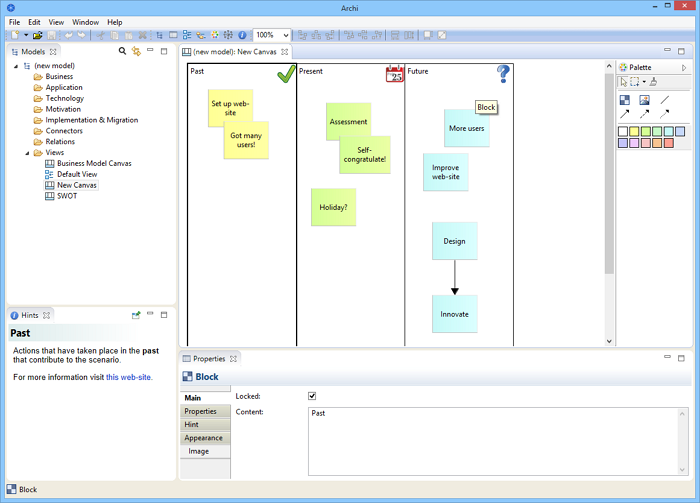 Archi
File Edit View Window Help
100%
Models
(new model)
Business
Application
Technology
Motivation
Implementation & Migration
Connectors
Relations
Views
Business Model Canvas
Default View
New Canvas
SWOT
Hints
Past
Actions that have taken place in the past
that contribute to the scenario.
For more information visit this web-site.
(new model): New Canvas
Past
Set up web-
site
Got many
users!
Present
25
Assessment
Self-
congratulate!
Holiday?
Future
?
Block
More users
Improve
web-site
Design
Innovate
Palette
Properties
Block
Main
Properties
Hint
Appearance
Image
Locked:
Content:
Past
Block